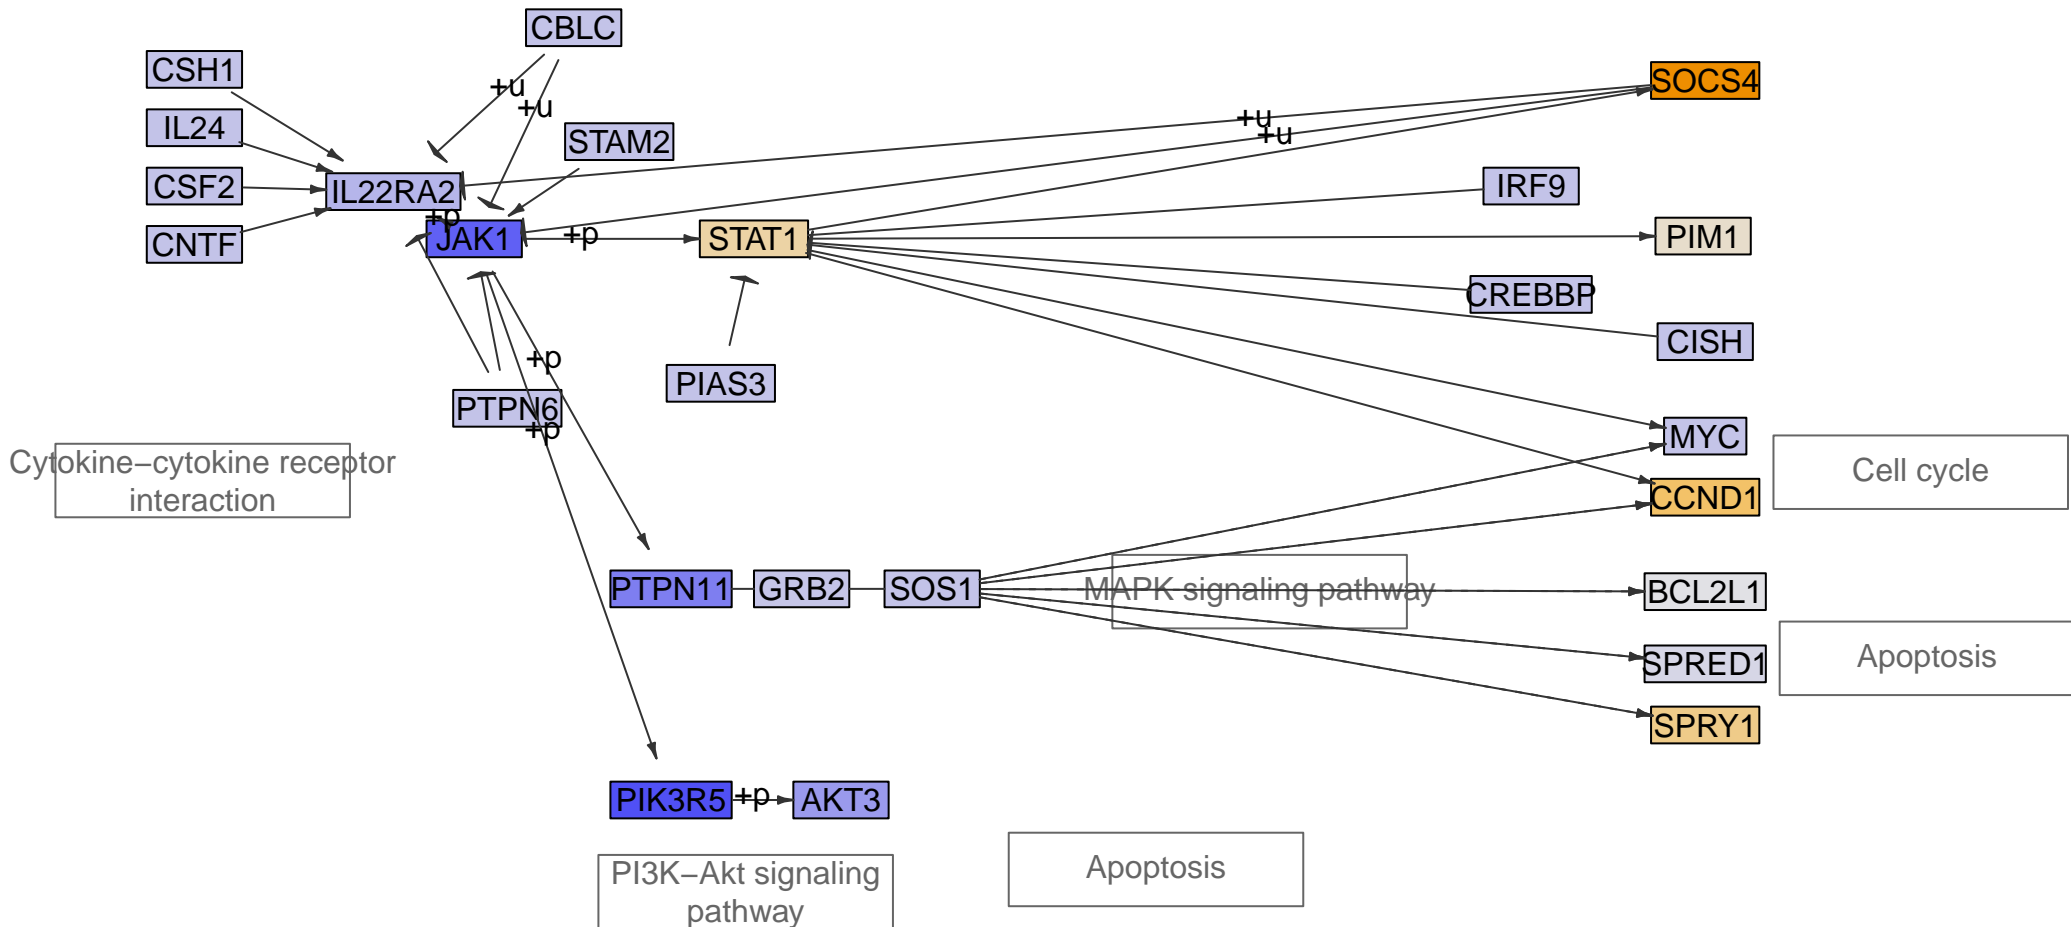 CBLC
CSH1
SOCS4
+u
+u
+u
IL24
+u
STAM2
CSF2
IL22RA2
IRF9
+p
CNTF
JAK1
+p
STAT1
PIM1
CREBBP
CISH
+p
PIAS3
PTPN6
+p
MYC
Cytokine–cytokine receptor
interaction
Cell cycle
CCND1
PTPN11
GRB2
SOS1
MAPK signaling pathway
BCL2L1
SPRED1
Apoptosis
SPRY1
PIK3R5
+p
AKT3
PI3K–Akt signaling
pathway
Apoptosis